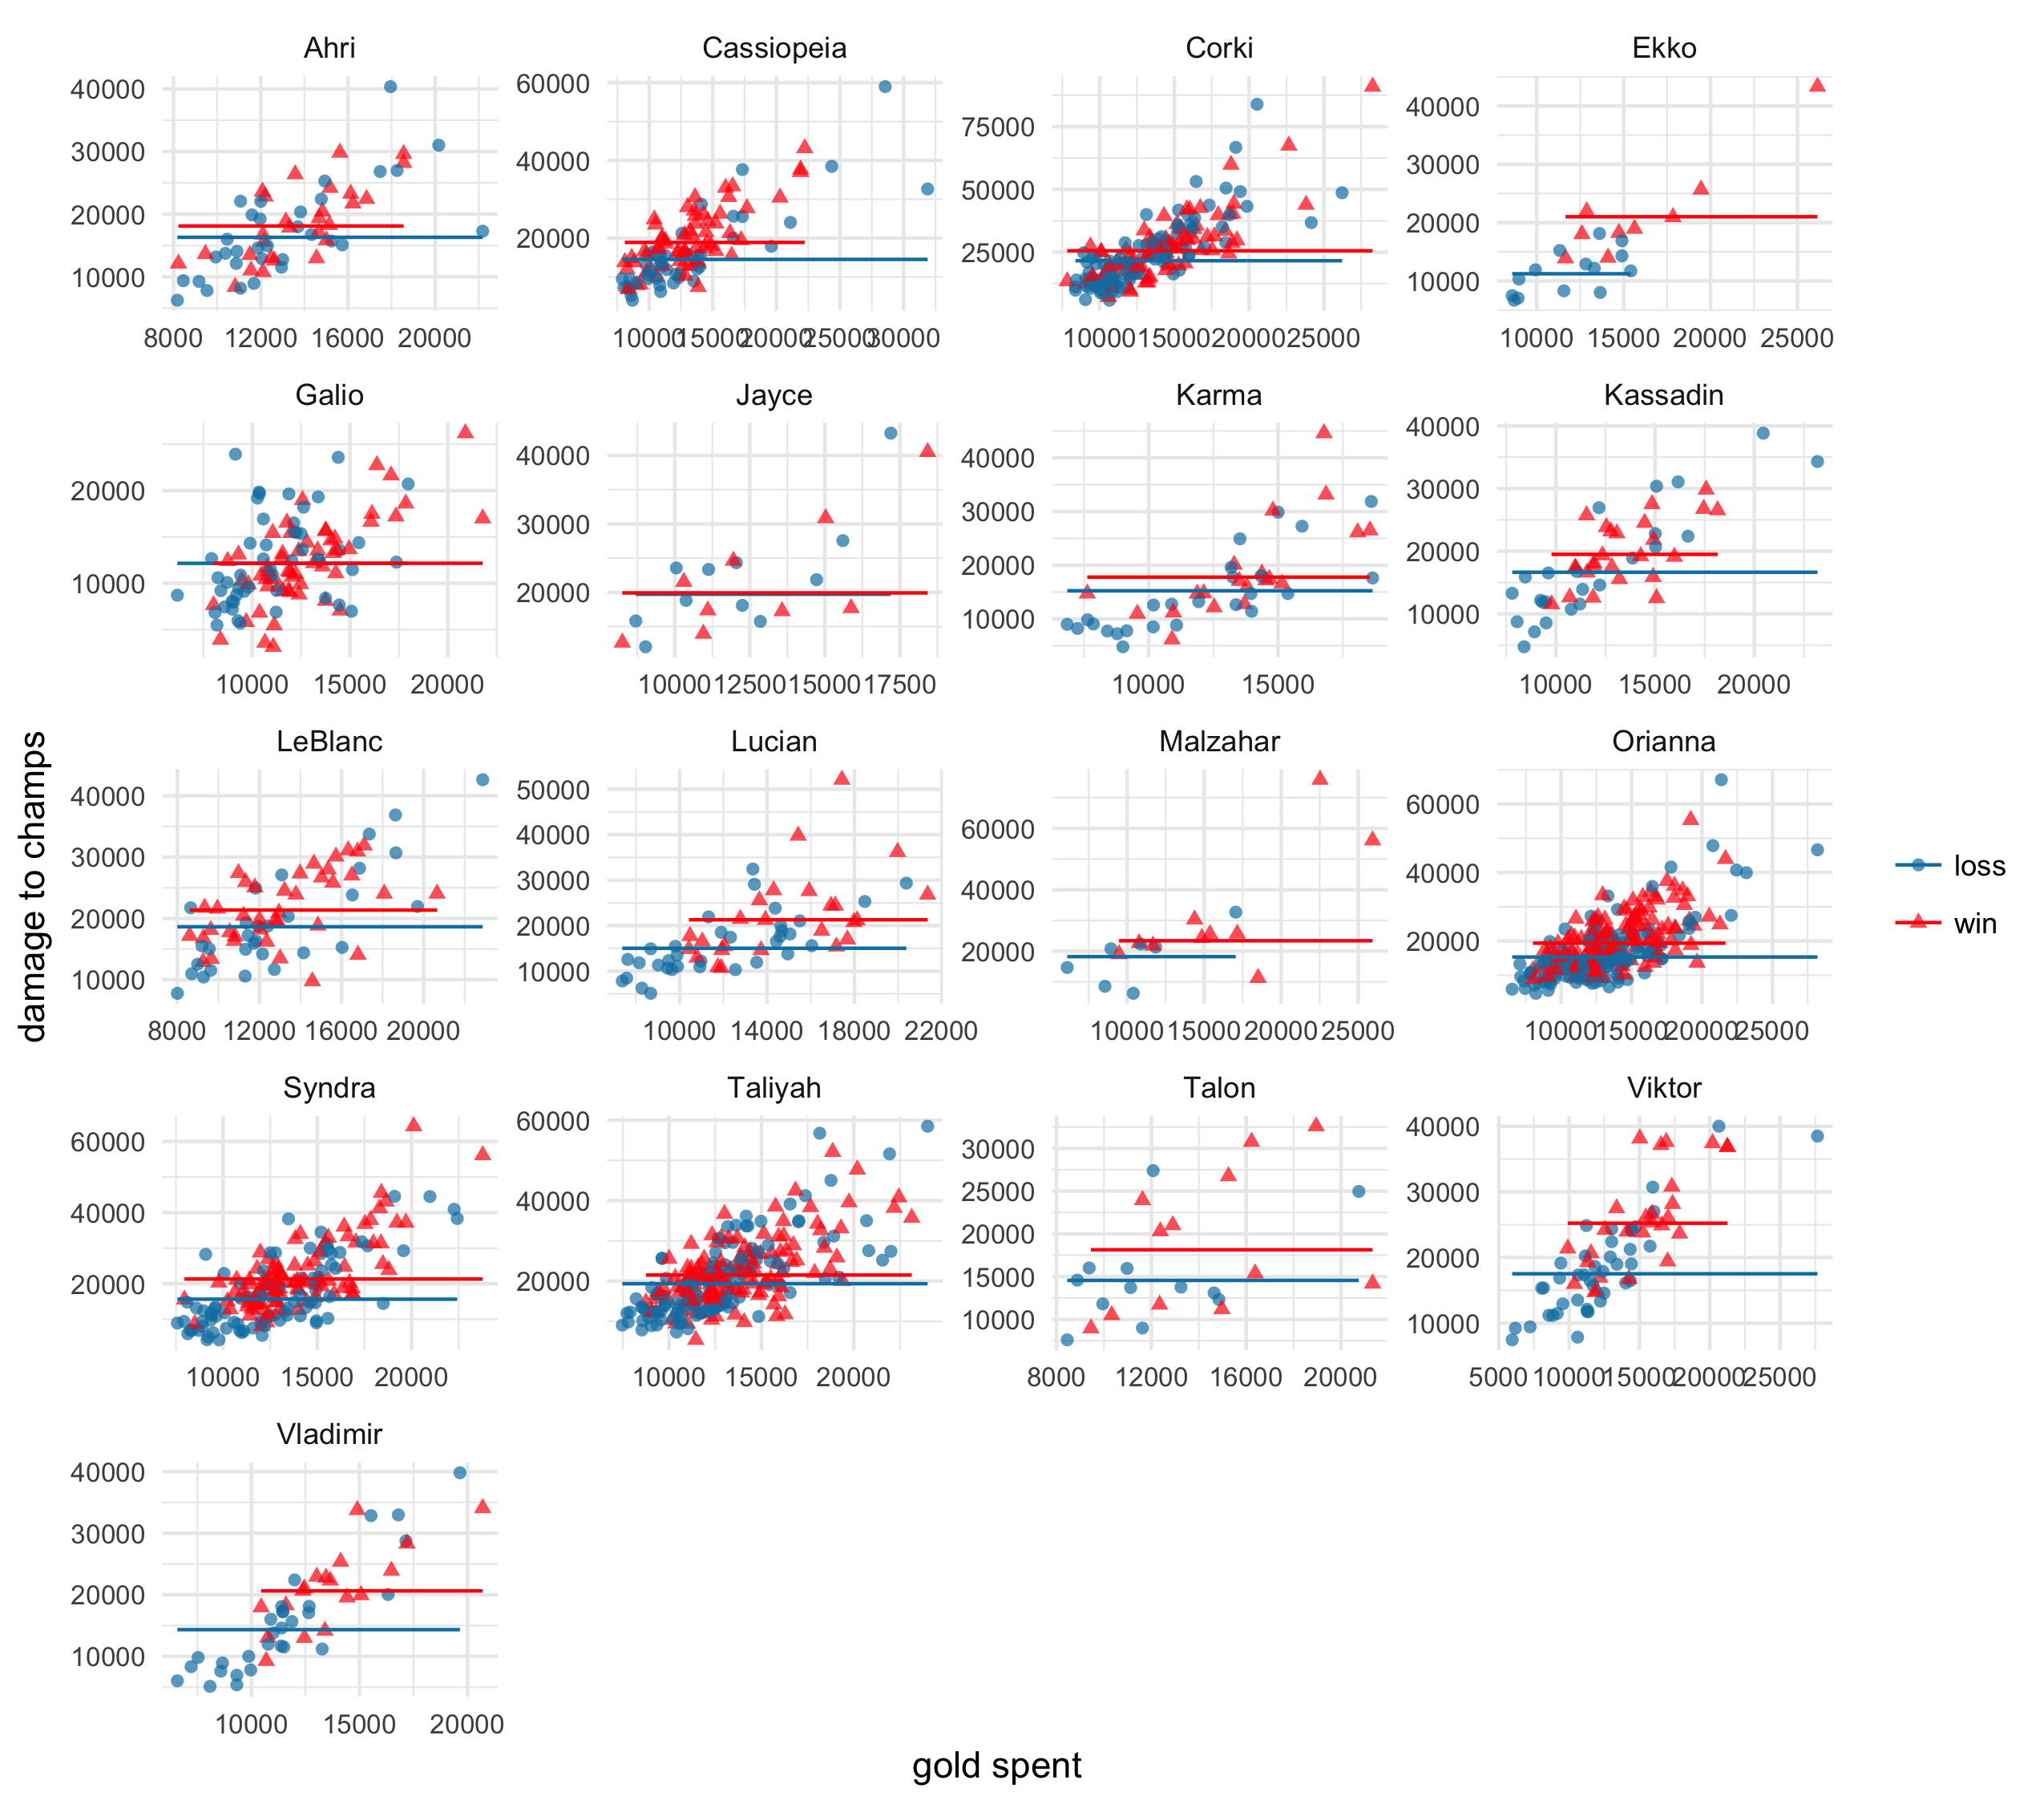 Ahri Cassiopeia Corki Ekko
40000 30000 20000 10000
8000 12000 16000 20000
60000 40000 20000
10000 15000 20000 25000 30000
75000 50000 25000
10000 15000 20000 25000
40000 30000 20000 10000
10000 15000 20000 25000
Galio Jayce Karma Kassadin
20000 10000
10000 15000 20000
40000 30000 20000
10000 12500 15000 17500
40000 30000 20000 10000
10000 15000
40000 30000 20000 10000
10000 15000 20000
LeBlanc Lucian Malzahar Orianna
40000 30000 20000 10000
8000 12000 16000 20000
50000 40000 30000 20000 10000
10000 14000 18000 22000
60000 40000 20000
10000 15000 20000 25000
60000 40000 20000
10000 15000 20000 25000
damage to champs
loss
win
Syndra Taliyah Talon Viktor
60000 40000 20000
10000 15000 20000
60000 40000 20000
10000 15000 20000
30000 25000 20000 15000 10000
8000 12000 16000 20000
40000 30000 20000 10000
5000 10000 15000 20000 25000
Vladimir
40000 30000 20000 10000
10000 15000 20000
gold spent